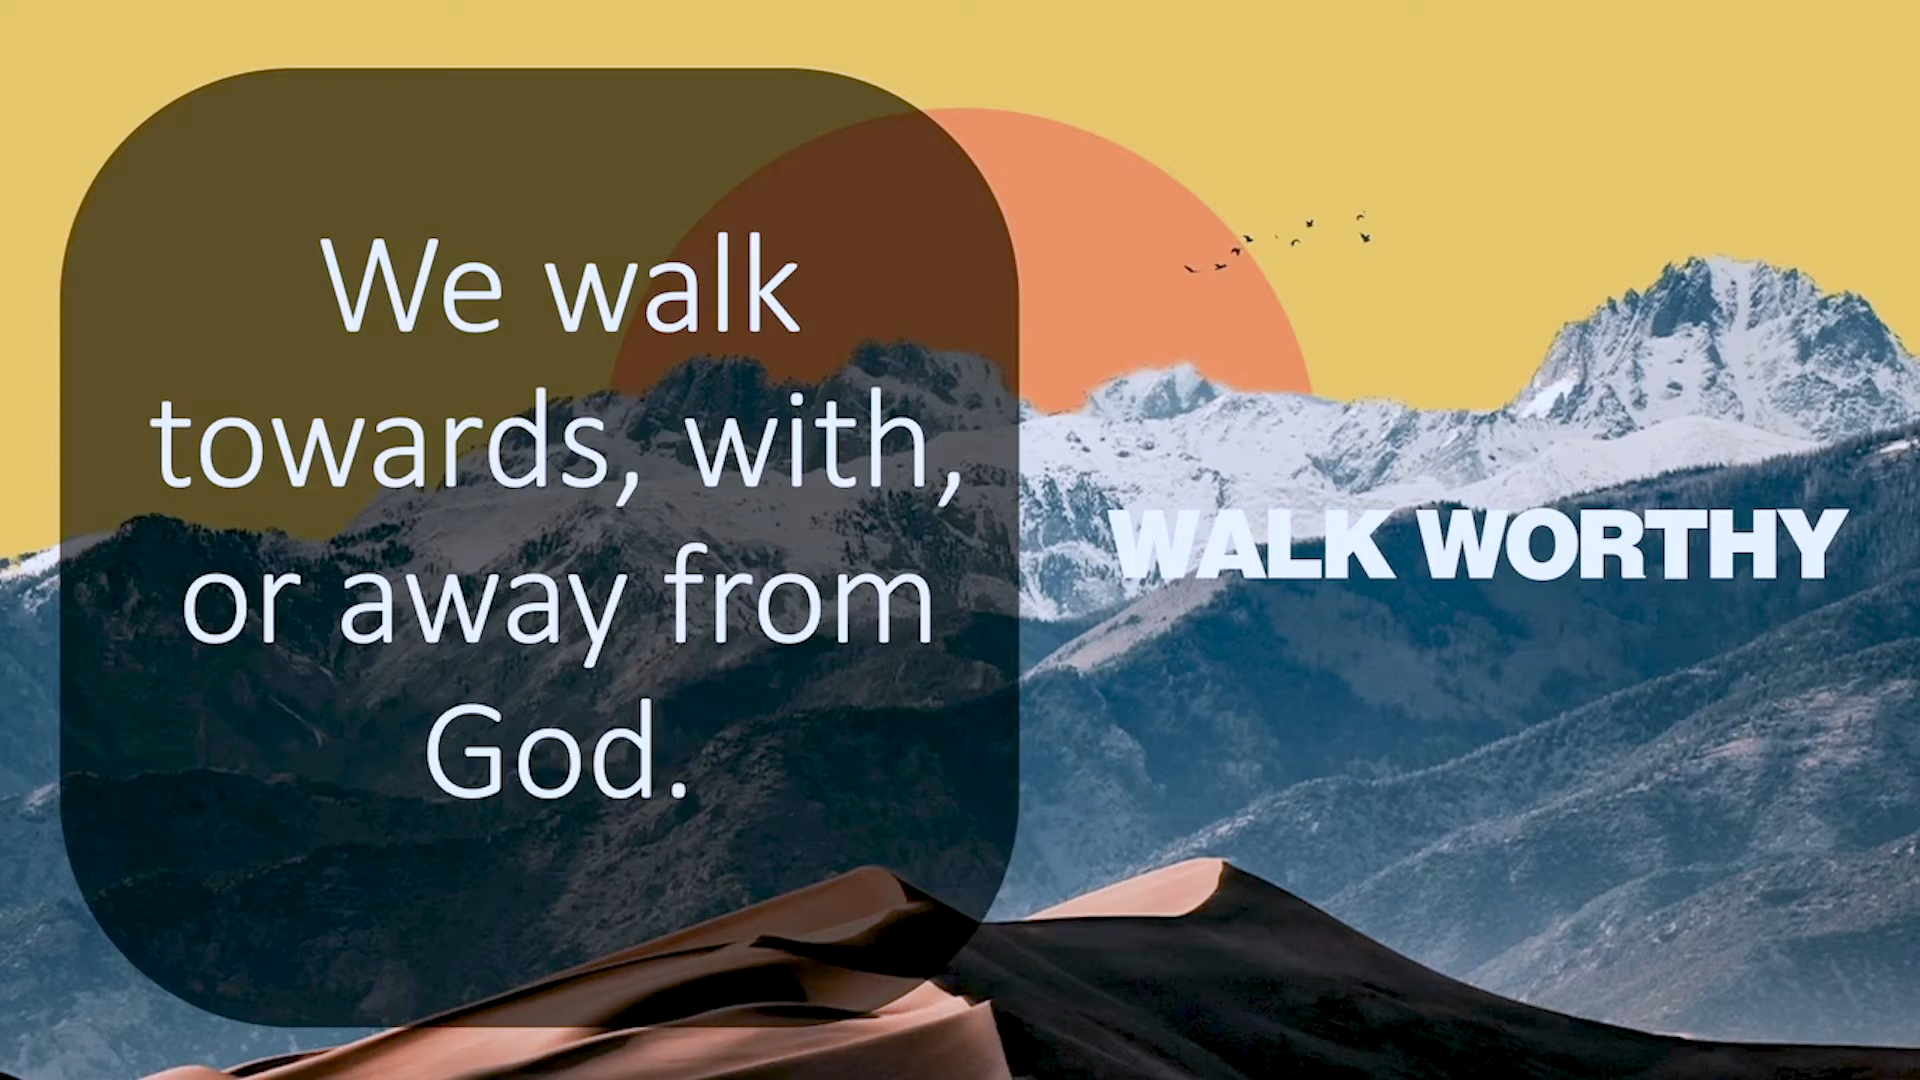 We walk
towards, with,
or away from
God.
WALK WORTHY